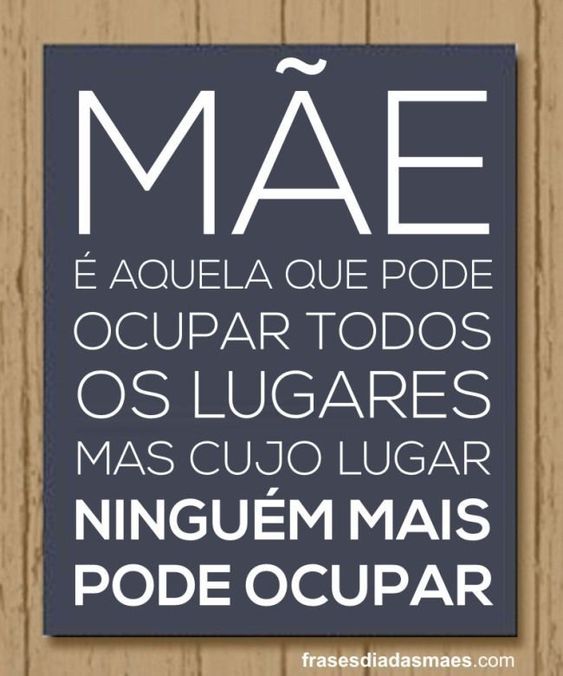 MÃE
É AQUELA QUE PODE
OCUPAR TODOS
OS LUGARES
MAS CUJO LUGAR
NINGUÉM MAIS
PODE OCUPAR
frasesdiadasmaes.com